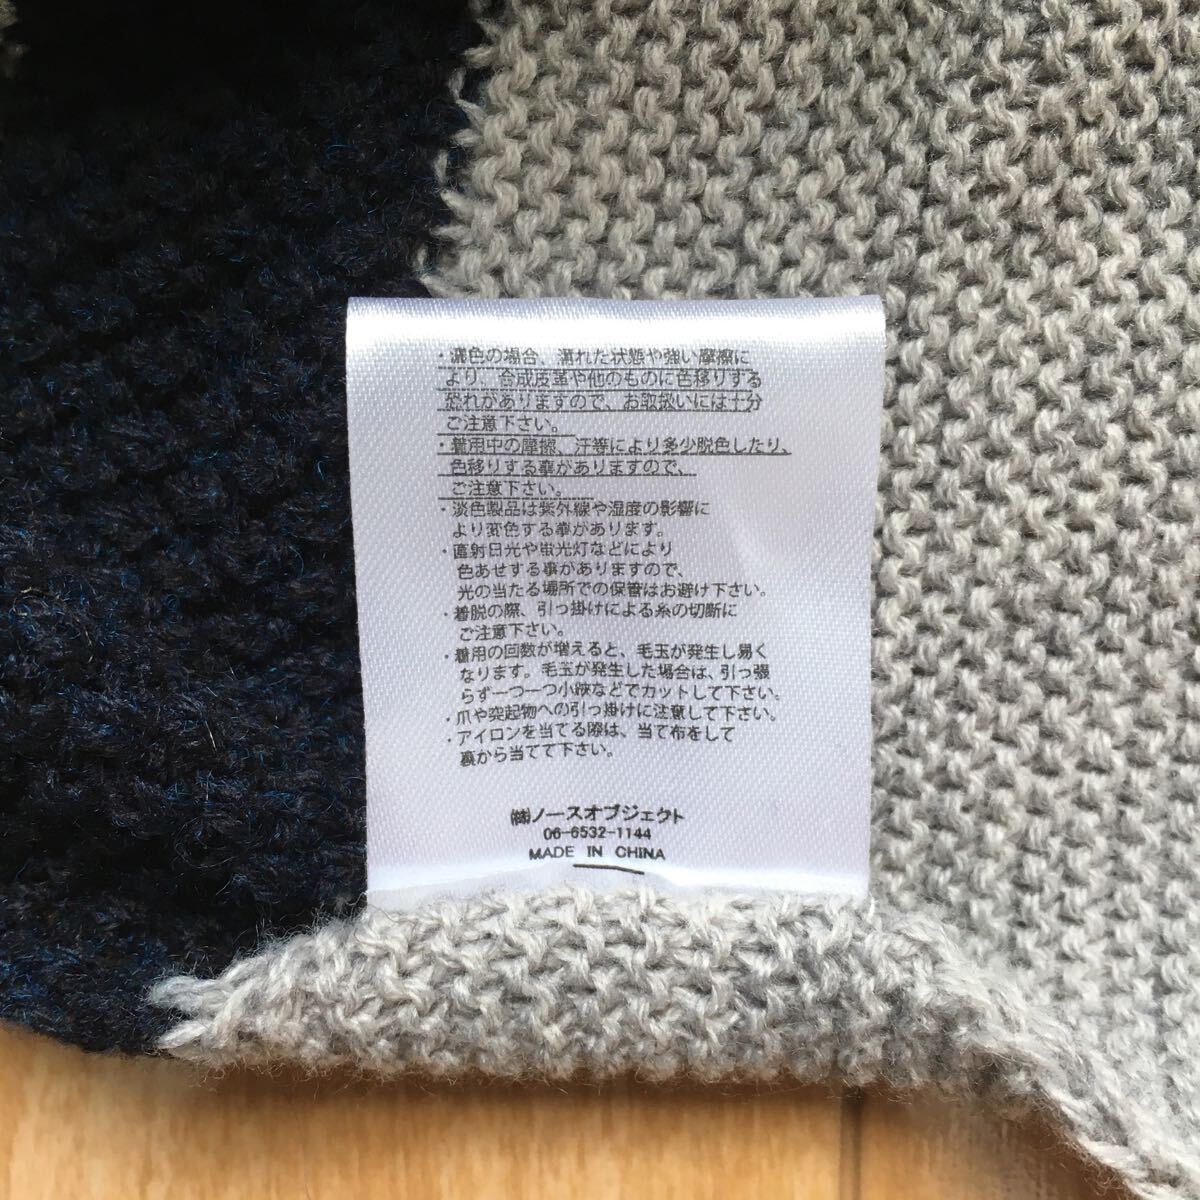 ・濃色の場合、濡れた状態や強い摩擦に
より、合成皮革や他のものに色移りする
恐れがありますので、お取扱いには十分
ご注意下さい。
・着用中の摩擦、汗等により多少脱色したり、
色移りする事がありますので、
ご注意下さい。
・淡色製品は紫外線や湿度の影響に
より変色する事があります。
・直射日光や蛍光灯などにより
色あせする事がありますので、
光の当たる場所での保管はお避け下さい。
・着脱の際、引っ掛けによる糸の切断に
ご注意下さい。
・着用の回数が増えると、毛玉が発生し易く
なります。毛玉が発生した場合は、引っ張
らず一つ一つ小鋏などでカットして下さい。
・爪や突起物への引っ掛けに注意して下さい。
・アイロンを当てる際は、当て布をして
裏から当てて下さい。
㈱ノースオブジェクト
06-6532-1144
MADE IN CHINA